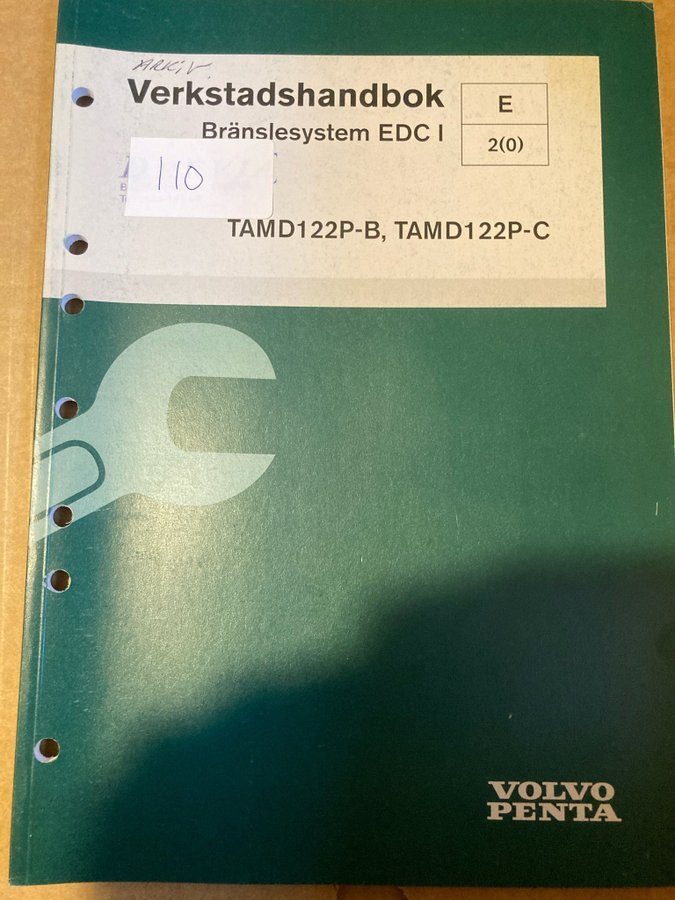 ARKIV
Verkstadshandbok
Bränslesystem EDC I
E
2(0)
110
TAMD122P-B, TAMD122P-C
VOLVO
PENTA